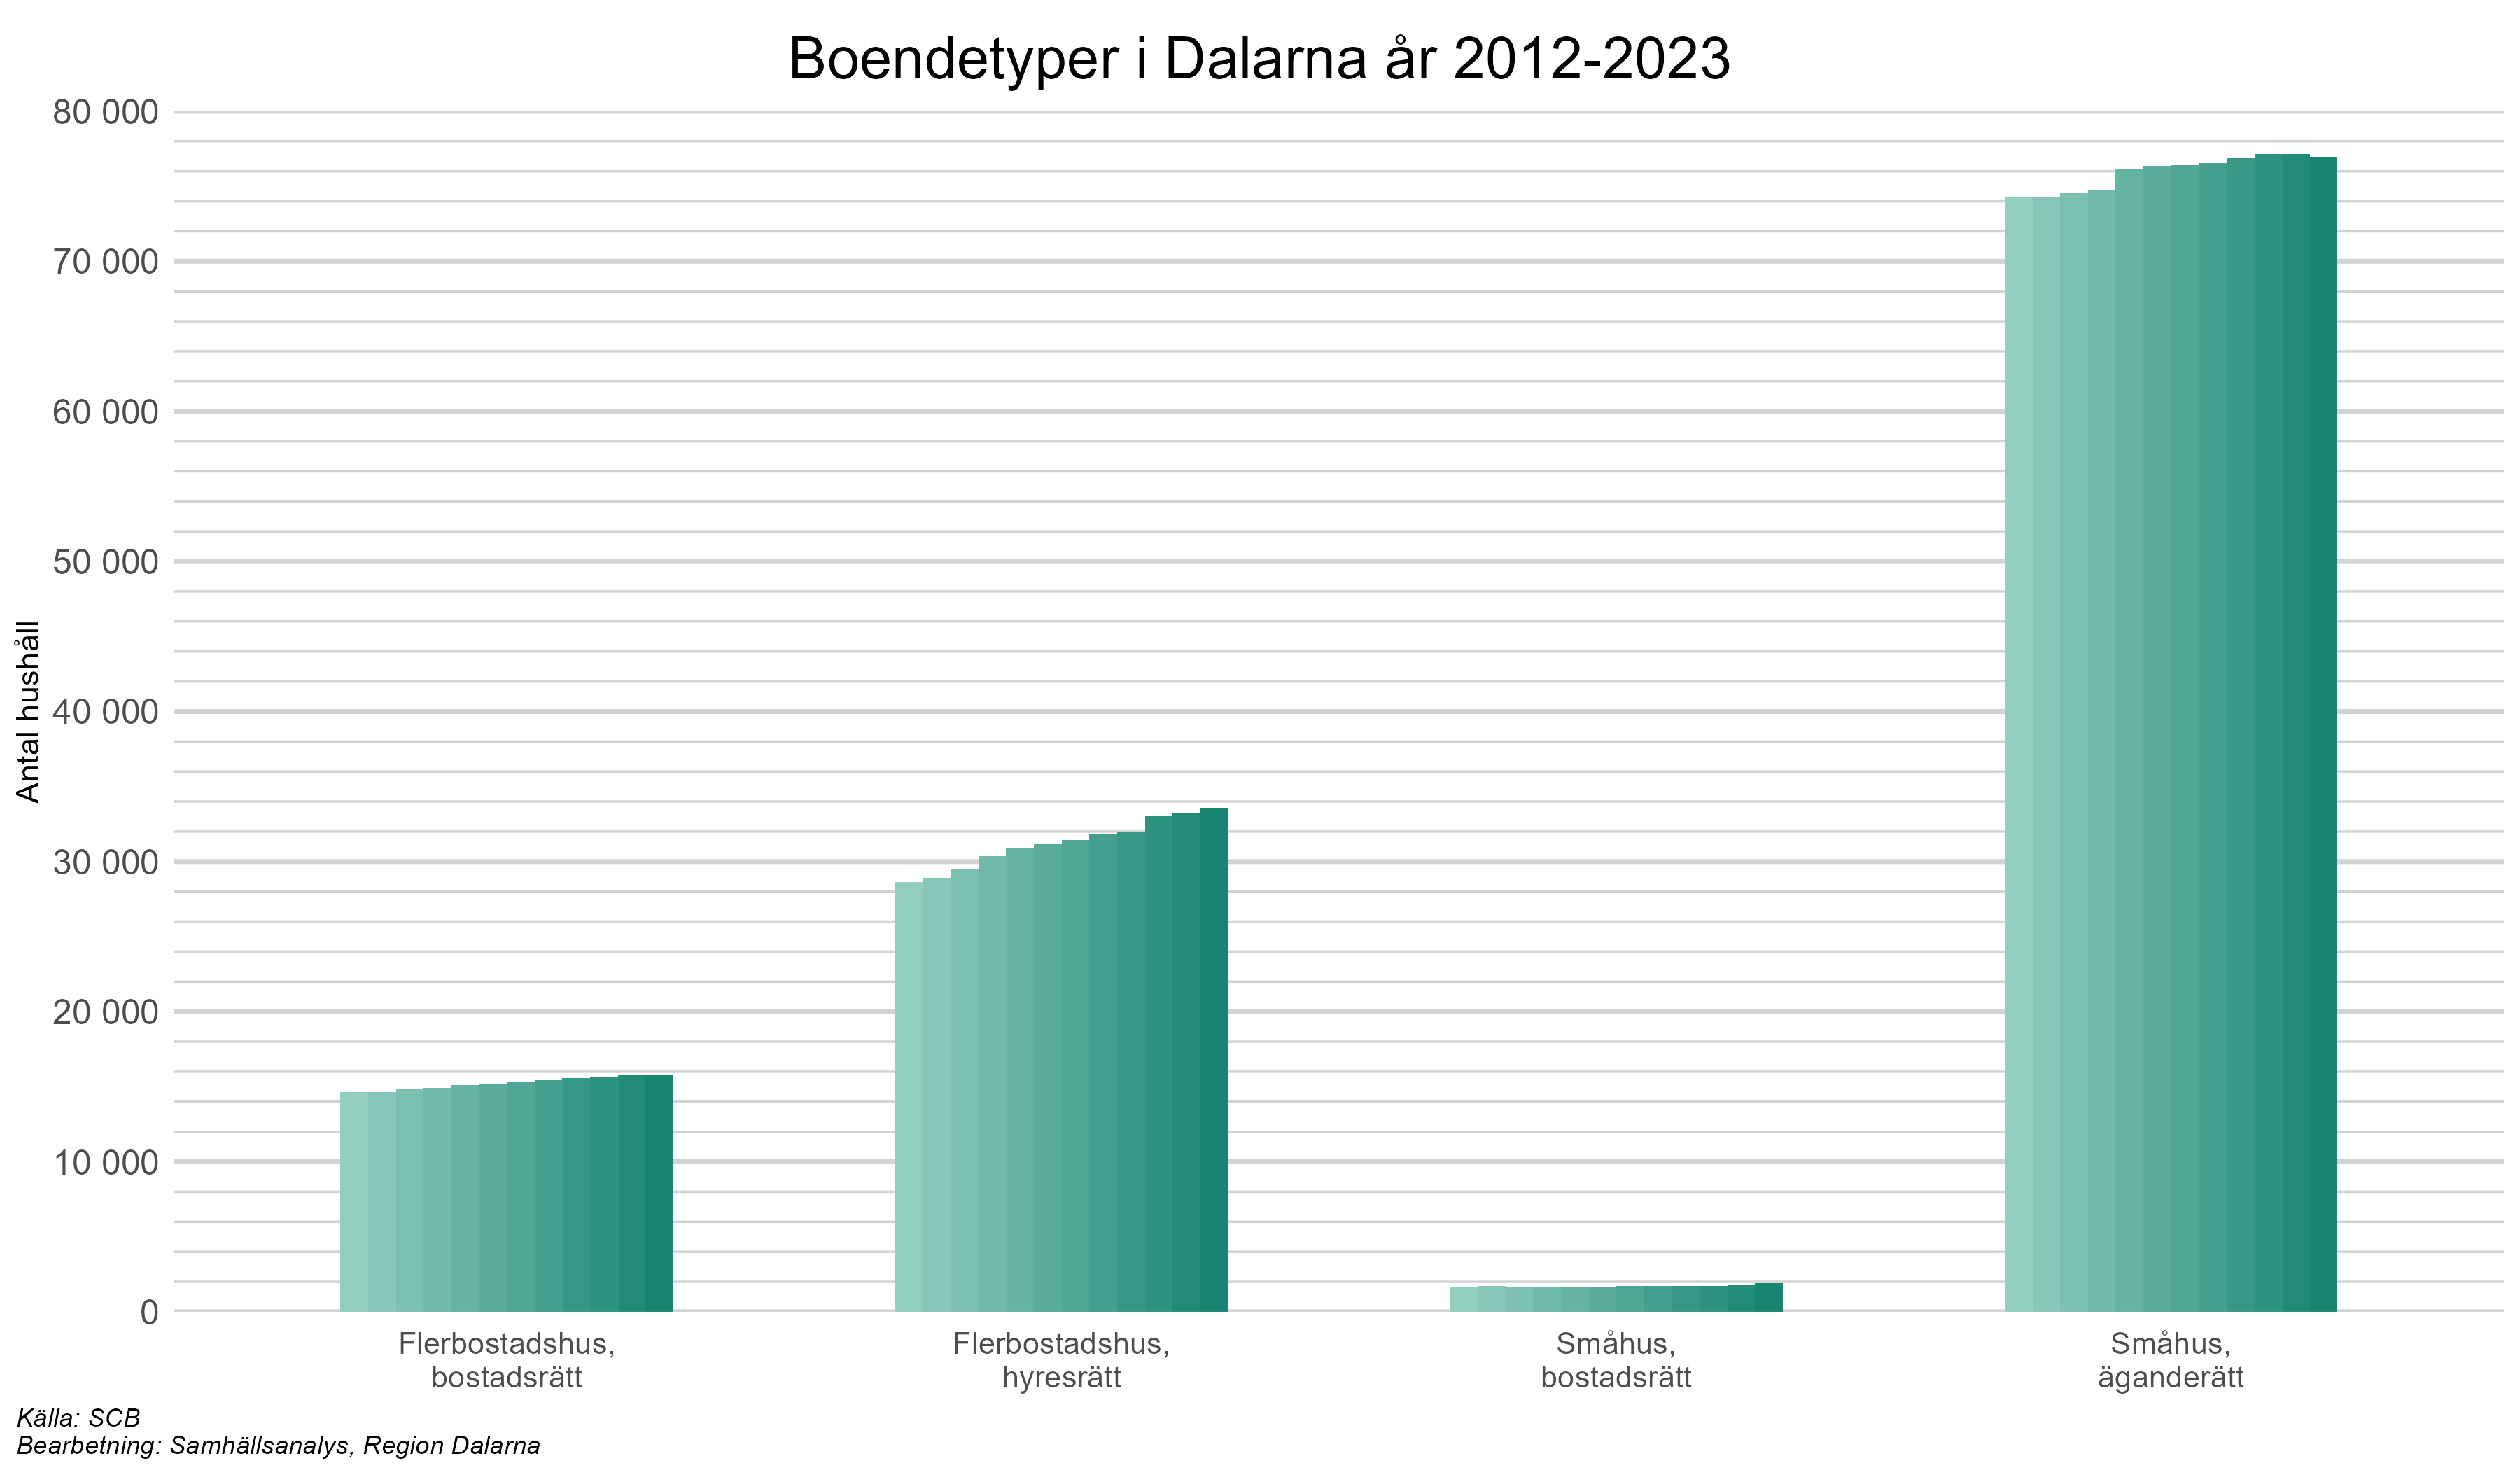 Boendetyper i Dalarna år 2012-2023
80 000
70 000
60 000
50 000
40 000
30 000
20 000
10 000
0
Antal hushåll
Flerbostadshus,
bostadsrätt
Flerbostadshus,
hyresrätt
Småhus,
bostadsrätt
Småhus,
äganderätt
Källa: SCB
Bearbetning: Samhällsanalys, Region Dalarna